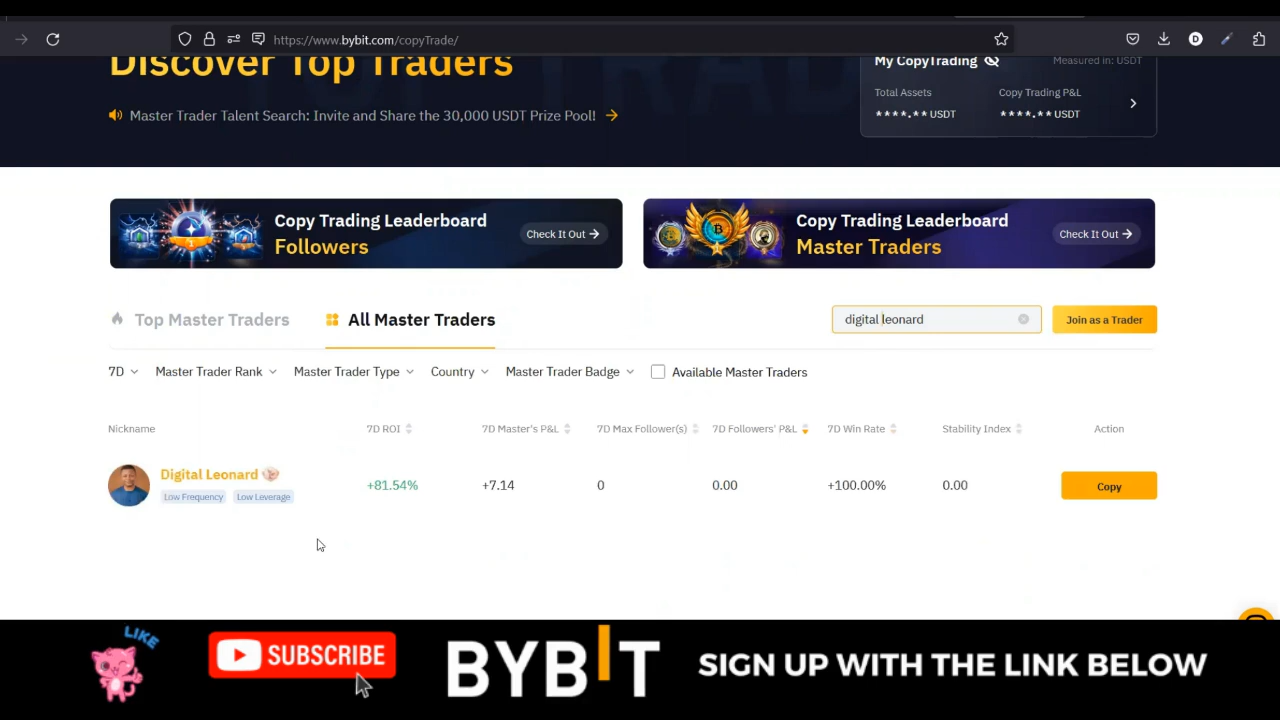 https://www.bybit.com/copyTrade/
Discover Top Traders
Master Trader Talent Search: Invite and Share the 30,000 USDT Prize Pool!
My CopyTrading
Measured in: USDT
Total Assets
Copy Trading P&L
****.** USDT
****.** USDT
Copy Trading Leaderboard
Followers
Check It Out
Copy Trading Leaderboard
Master Traders
Check It Out
Top Master Traders
All Master Traders
digital leonard
Join as a Trader
7D
Master Trader Rank
Master Trader Type
Country
Master Trader Badge
Available Master Traders
Nickname
7D ROI
7D Master's P&L
7D Max Follower(s)
7D Followers' P&L
7D Win Rate
Stability Index
Action
Digital Leonard
Low Frequency
Low Leverage
+81.54%
+7.14
0
0.00
+100.00%
0.00
Copy
LIKE
SUBSCRIBE
BYBIT
SIGN UP WITH THE LINK BELOW